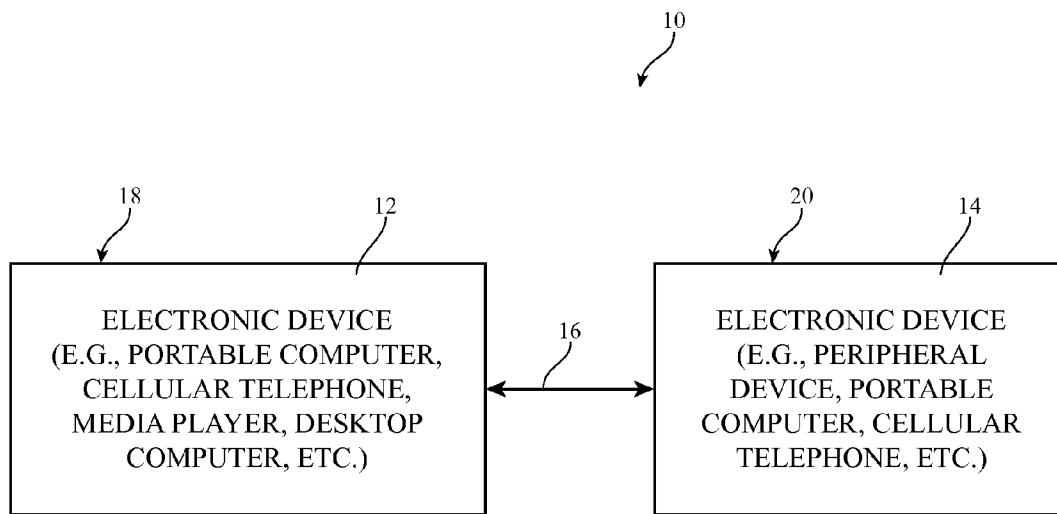 10
18
12
20
14
ELECTRONIC DEVICE
(E.G., PORTABLE COMPUTER,
CELLULAR TELEPHONE,
MEDIA PLAYER, DESKTOP
COMPUTER, ETC.)
16
ELECTRONIC DEVICE
(E.G., PERIPHERAL
DEVICE, PORTABLE
COMPUTER, CELLULAR
TELEPHONE, ETC.)